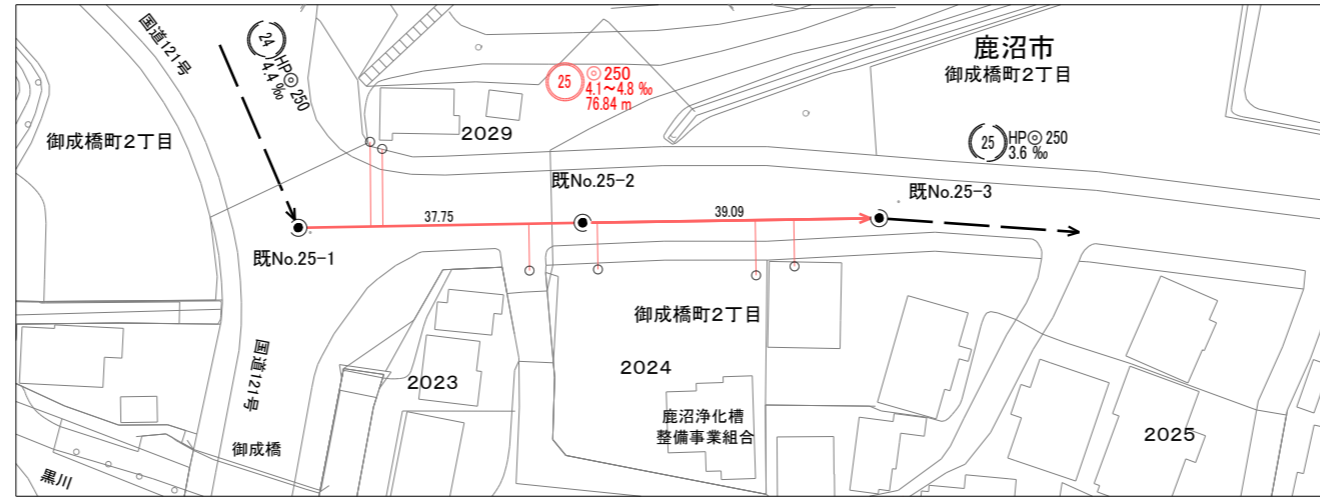 国道121号
24
HP◎ 250
4.4 ‰
25
◎ 250
4.1～4.8 ‰
76.84 m
鹿沼市
御成橋町2丁目
御成橋町2丁目
2029
25
HP◎ 250
3.6 ‰
既No.25-2
既No.25-3
37.75
39.09
既No.25-1
御成橋町2丁目
国道121号
2023
2024
鹿沼浄化槽
整備事業組合
2025
御成橋
黒川